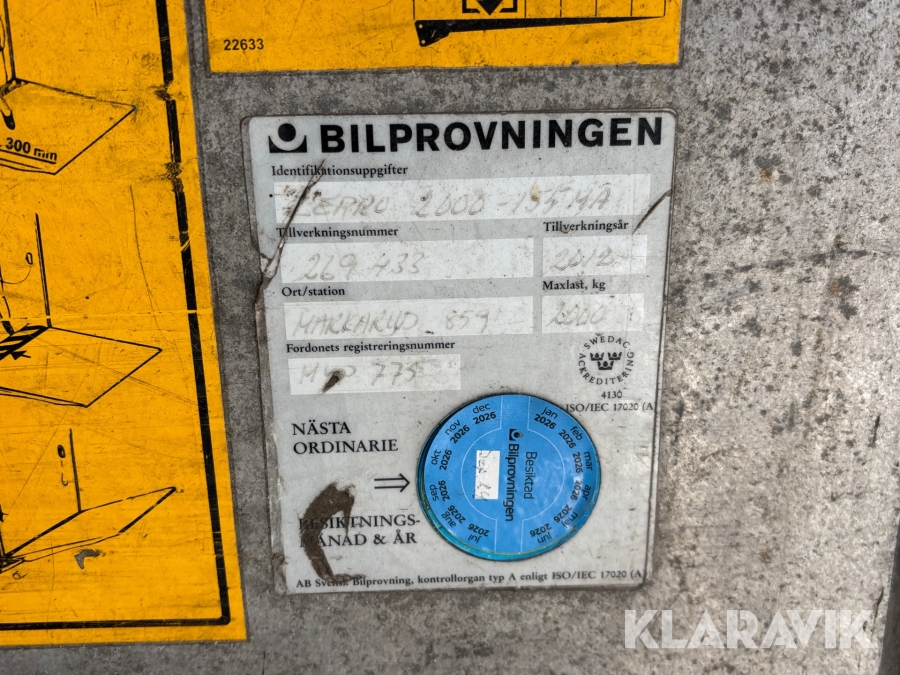 22633
300 mm
BILPROVNINGEN
Identifikationsuppgifter
ZEPRO 2000-155 MA
Tillverkningsnummer
Tillverkningsår
269 433
2012
Ort/station
Maxlast, kg
MARKARYD 859
2000
Fordonets registreringsnummer
775
SWEDAC
ACKREDITERING
4130
ISO/IEC 17020 (A)
NÄSTA
ORDINARIE
BESIKTNINGS-
MÅNAD & ÅR
jan 2026
feb 2026
mar 2026
apr 2026
maj 2026
jun 2026
jul 2026
aug 2026
sep 2026
okt 2026
nov 2026
dec 2026
Besiktad
Bilprovningen
AB Svensk Bilprovning, kontrollorgan typ A enligt ISO/IEC 17020 (A)
KLARAVIK